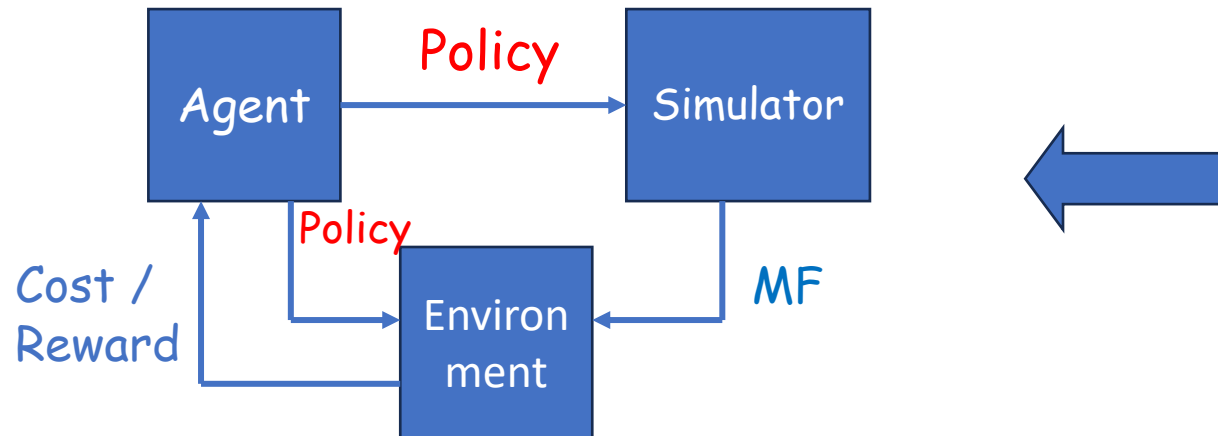 Policy
Agent
Simulator
Policy
Cost /
Reward
MF
Environ
ment